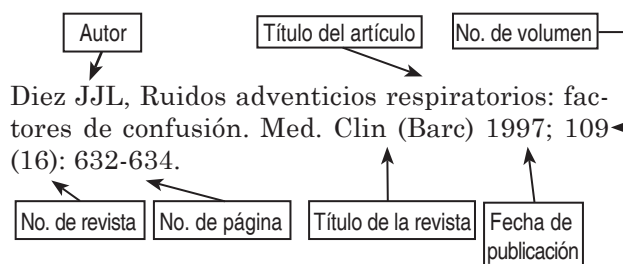 Autor
Título del artículo
No. de volumen
Diez JJL, Ruidos adventicios respiratorios: fac-
tores de confusión. Med. Clin (Barc) 1997; 109
(16): 632-634.
No. de revista
No. de página
Título de la revista
Fecha de
publicación